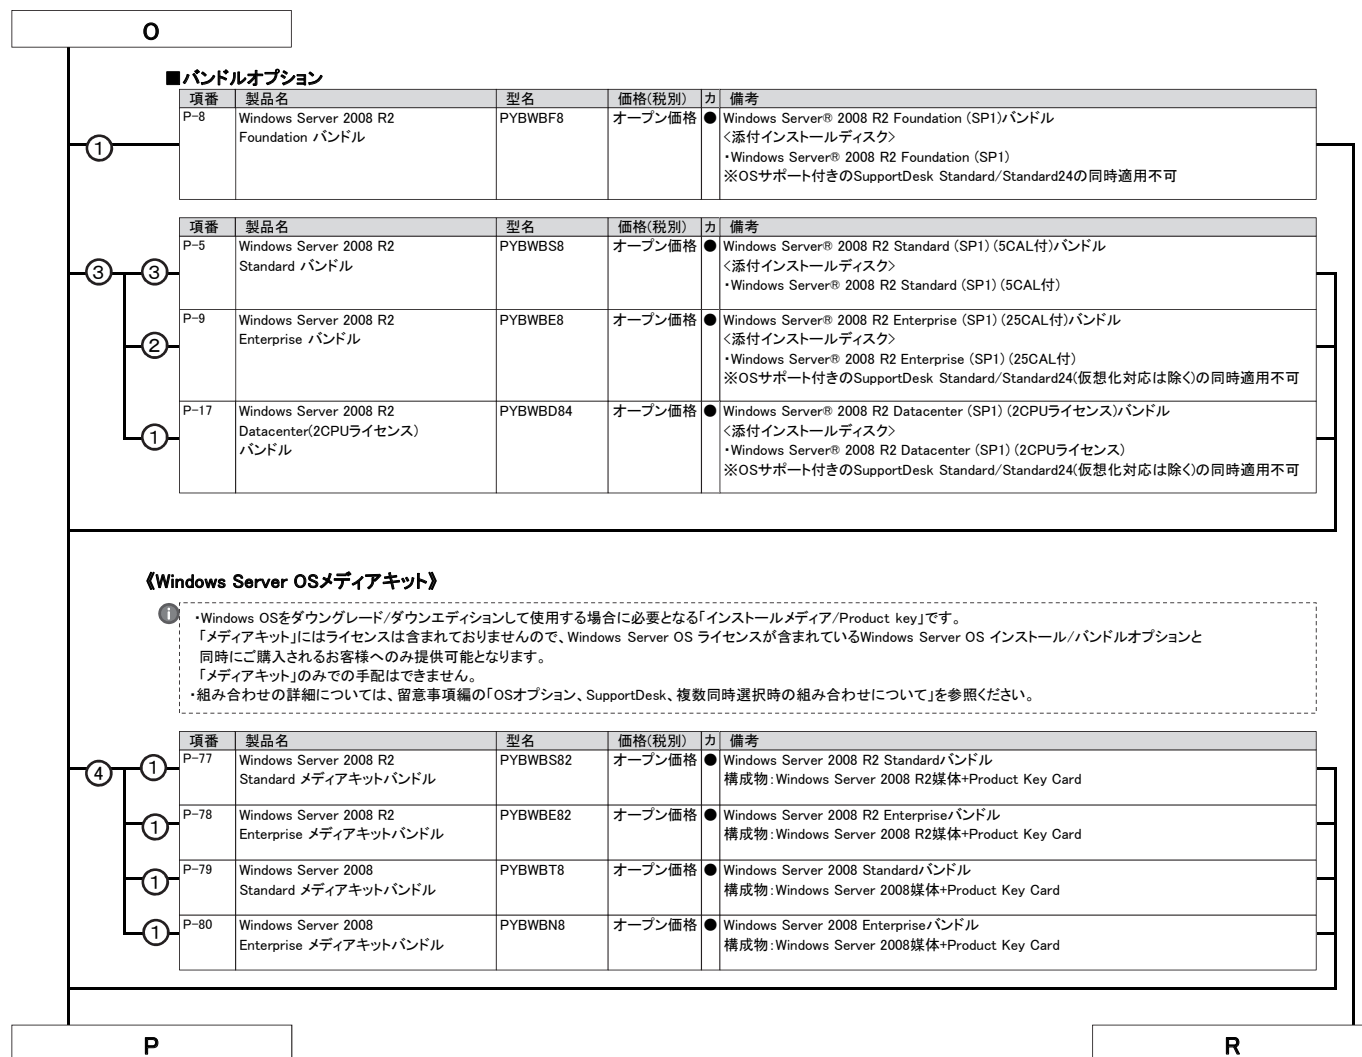 O
■バンドルオプション
項番 製品名 型名 価格(税別) カ 備考
P-8 Windows Server 2008 R2 PYBWBF8 オープン価格 ● Windows Server® 2008 R2 Foundation (SP1)バンドル
Foundation バンドル <添付インストールディスク>
① ・Windows Server® 2008 R2 Foundation (SP1)
※OSサポート付きのSupportDesk Standard/Standard24の同時適用不可
項番 製品名 型名 価格(税別) カ 備考
P-5 Windows Server 2008 R2 PYBWBS8 オープン価格 ● Windows Server® 2008 R2 Standard (SP1) (5CAL付)バンドル
③ ③ Standard バンドル <添付インストールディスク>
・Windows Server® 2008 R2 Standard (SP1) (5CAL付)
P-9 Windows Server 2008 R2 PYBWBE8 オープン価格 ● Windows Server® 2008 R2 Enterprise (SP1) (25CAL付)バンドル
② Enterprise バンドル <添付インストールディスク>
・Windows Server® 2008 R2 Enterprise (SP1) (25CAL付)
※OSサポート付きのSupportDesk Standard/Standard24(仮想化対応は除く)の同時適用不可
P-17 Windows Server 2008 R2 PYBWBD84 オープン価格 ● Windows Server® 2008 R2 Datacenter (SP1) (2CPUライセンス)バンドル
① Datacenter(2CPUライセンス) <添付インストールディスク>
バンドル ・Windows Server® 2008 R2 Datacenter (SP1) (2CPUライセンス)
※OSサポート付きのSupportDesk Standard/Standard24(仮想化対応は除く)の同時適用不可
《Windows Server OSメディアキット》
i ・Windows OSをダウングレード/ダウンエディションして使用する場合に必要となる「インストールメディア/Product key」です。
「メディアキット」にはライセンスは含まれておりませんので、Windows Server OS ライセンスが含まれているWindows Server OS インストール/バンドルオプションと
同時にご購入されるお客様へのみ提供可能となります。
「メディアキット」のみでの手配はできません。
・組み合わせの詳細については、留意事項編の「OSオプション、SupportDesk、複数同時選択時の組み合わせについて」を参照ください。
項番 製品名 型名 価格(税別) カ 備考
④ ① P-77 Windows Server 2008 R2 PYBWBS82 オープン価格 ● Windows Server 2008 R2 Standardバンドル
Standard メディアキットバンドル 構成物：Windows Server 2008 R2媒体+Product Key Card
① P-78 Windows Server 2008 R2 PYBWBE82 オープン価格 ● Windows Server 2008 R2 Enterpriseバンドル
Enterprise メディアキットバンドル 構成物：Windows Server 2008 R2媒体+Product Key Card
① P-79 Windows Server 2008 PYBWBT8 オープン価格 ● Windows Server 2008 Standardバンドル
Standard メディアキットバンドル 構成物：Windows Server 2008媒体+Product Key Card
① P-80 Windows Server 2008 PYBWBN8 オープン価格 ● Windows Server 2008 Enterpriseバンドル
Enterprise メディアキットバンドル 構成物：Windows Server 2008媒体+Product Key Card
P R